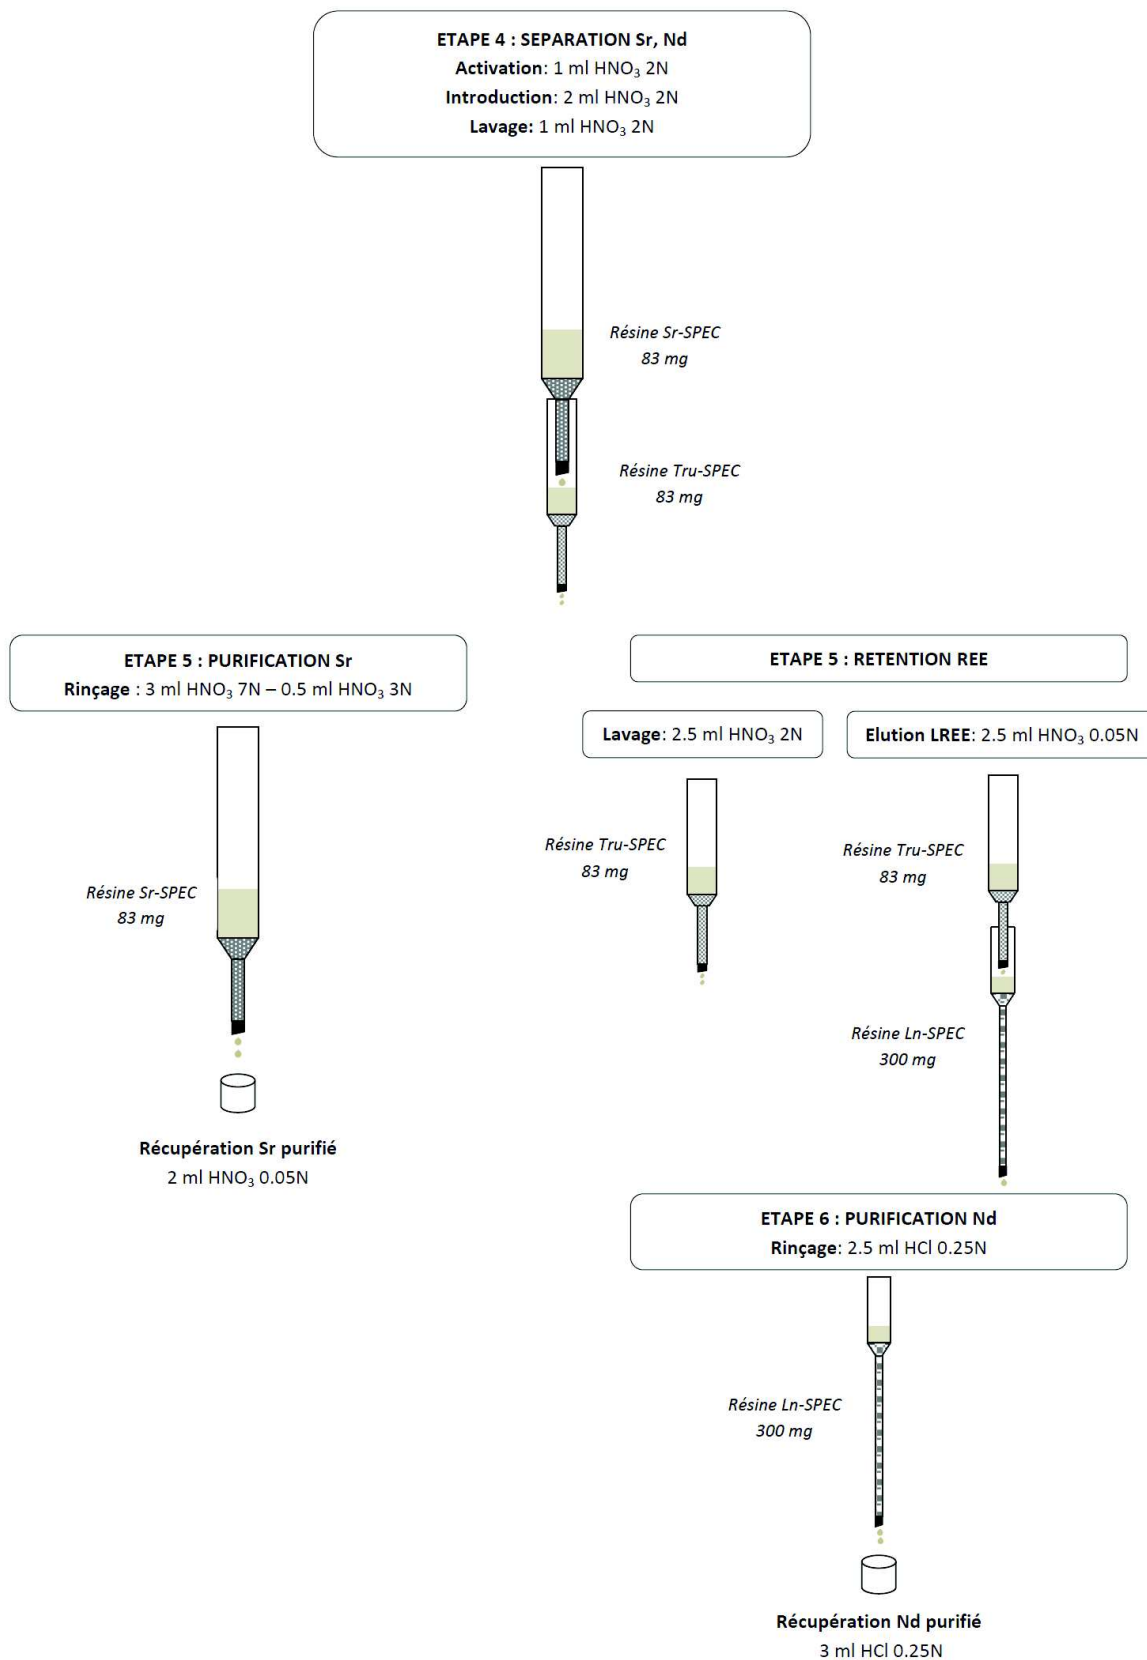 ETAPE 4 : SEPARATION Sr, Nd
Activation: 1 ml HNO₃ 2N
Introduction: 2 ml HNO₃ 2N
Lavage: 1 ml HNO₃ 2N
Résine Sr-SPEC
83 mg
Résine Tru-SPEC
83 mg
ETAPE 5 : PURIFICATION Sr
Rinçage : 3 ml HNO₃ 7N – 0.5 ml HNO₃ 3N
Résine Sr-SPEC
83 mg
Récupération Sr purifié
2 ml HNO₃ 0.05N
ETAPE 5 : RETENTION REE
Lavage: 2.5 ml HNO₃ 2N
Résine Tru-SPEC
83 mg
Elution LREE: 2.5 ml HNO₃ 0.05N
Résine Tru-SPEC
83 mg
Résine Ln-SPEC
300 mg
ETAPE 6 : PURIFICATION Nd
Rinçage: 2.5 ml HCl 0.25N
Résine Ln-SPEC
300 mg
Récupération Nd purifié
3 ml HCl 0.25N